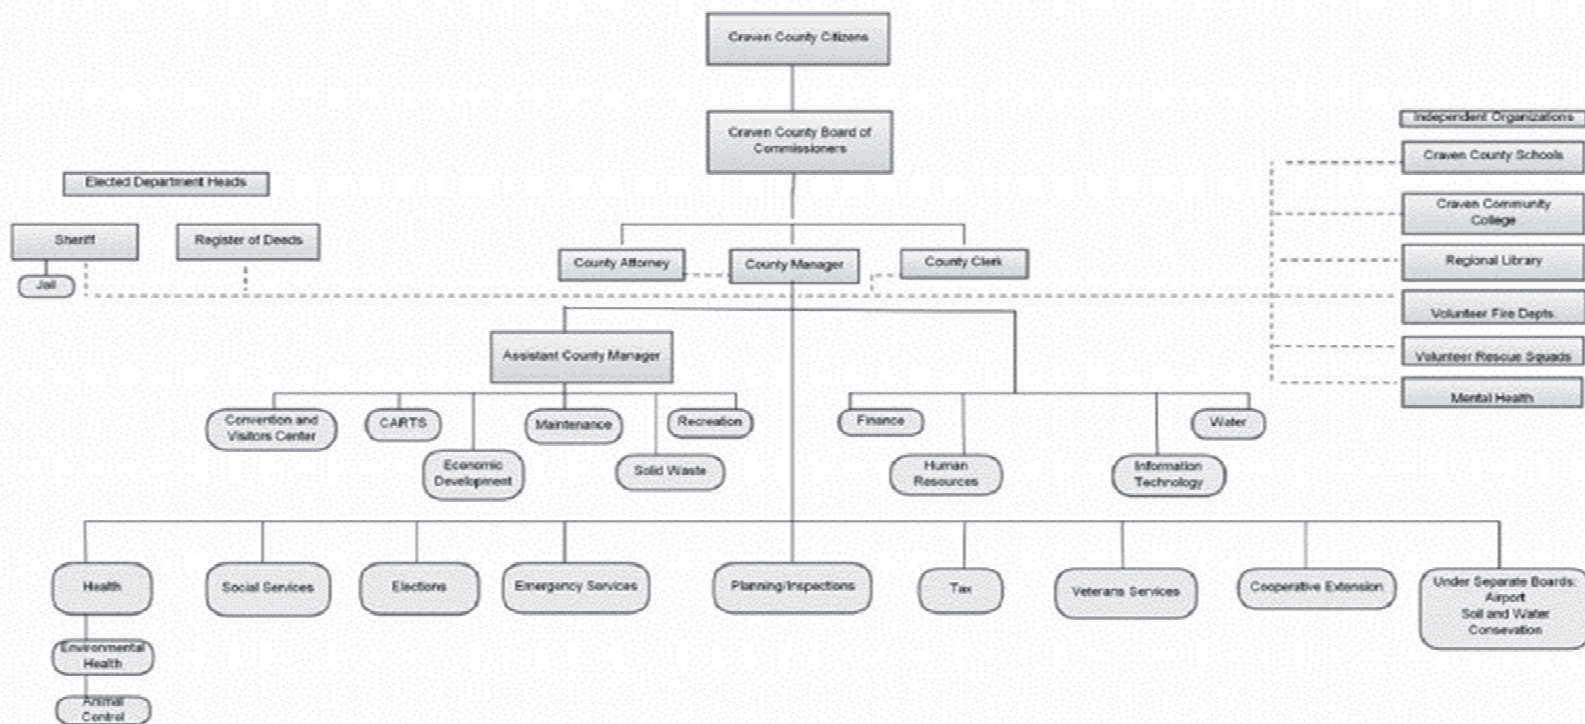 Craven County Citizens
Craven County Board of
Commissioners
Elected Department Heads
Sheriff
Register of Deeds
Jail
County Attorney
County Manager
County Clerk
Independent Organizations
Craven County Schools
Craven Community
College
Regional Library
Volunteer Fire Depts.
Volunteer Rescue Squads
Mental Health
Assistant County Manager
Convention and
Visitors Center
CARTS
Economic
Development
Maintenance
Solid Waste
Recreation
Finance
Human
Resources
Information
Technology
Water
Health
Social Services
Elections
Emergency Services
Planning/Inspections
Tax
Veterans Services
Cooperative Extension
Under Separate Boards:
Airport
Soil and Water
Consevation
Environmental
Health
Animal
Control